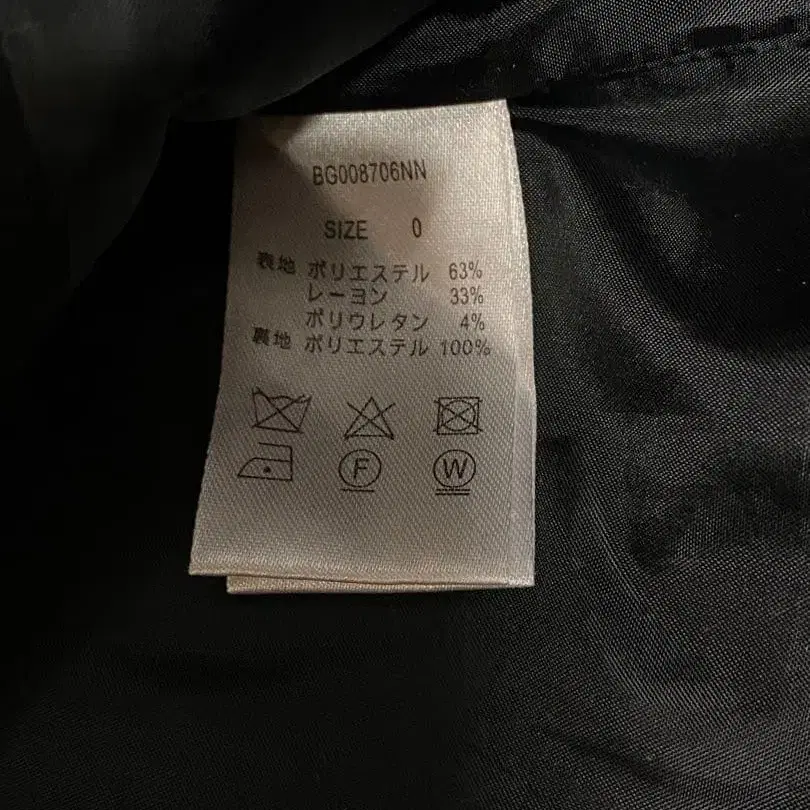 BG008706NN
SIZE 0
表地 ポリエステル 63%
レーヨン 33%
ポリウレタン 4%
裏地 ポリエステル 100%
F W